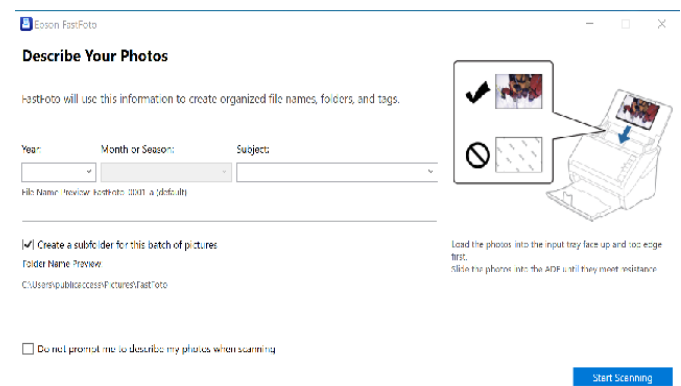 Epson FastFoto
Describe Your Photos
FastFoto will use this information to create organized file names, folders, and tags.
Year: Month or Season: Subject:
File Name Preview: FastFoto_0001_a (default)
Create a subfolder for this batch of pictures
Folder Name Preview:
C:\Users\publicaccess\Pictures\FastFoto
Load the photos into the input tray face up and top edge
first.
Slide the photos into the ADF until they meet resistance.
Do not prompt me to describe my photos when scanning
Start Scanning